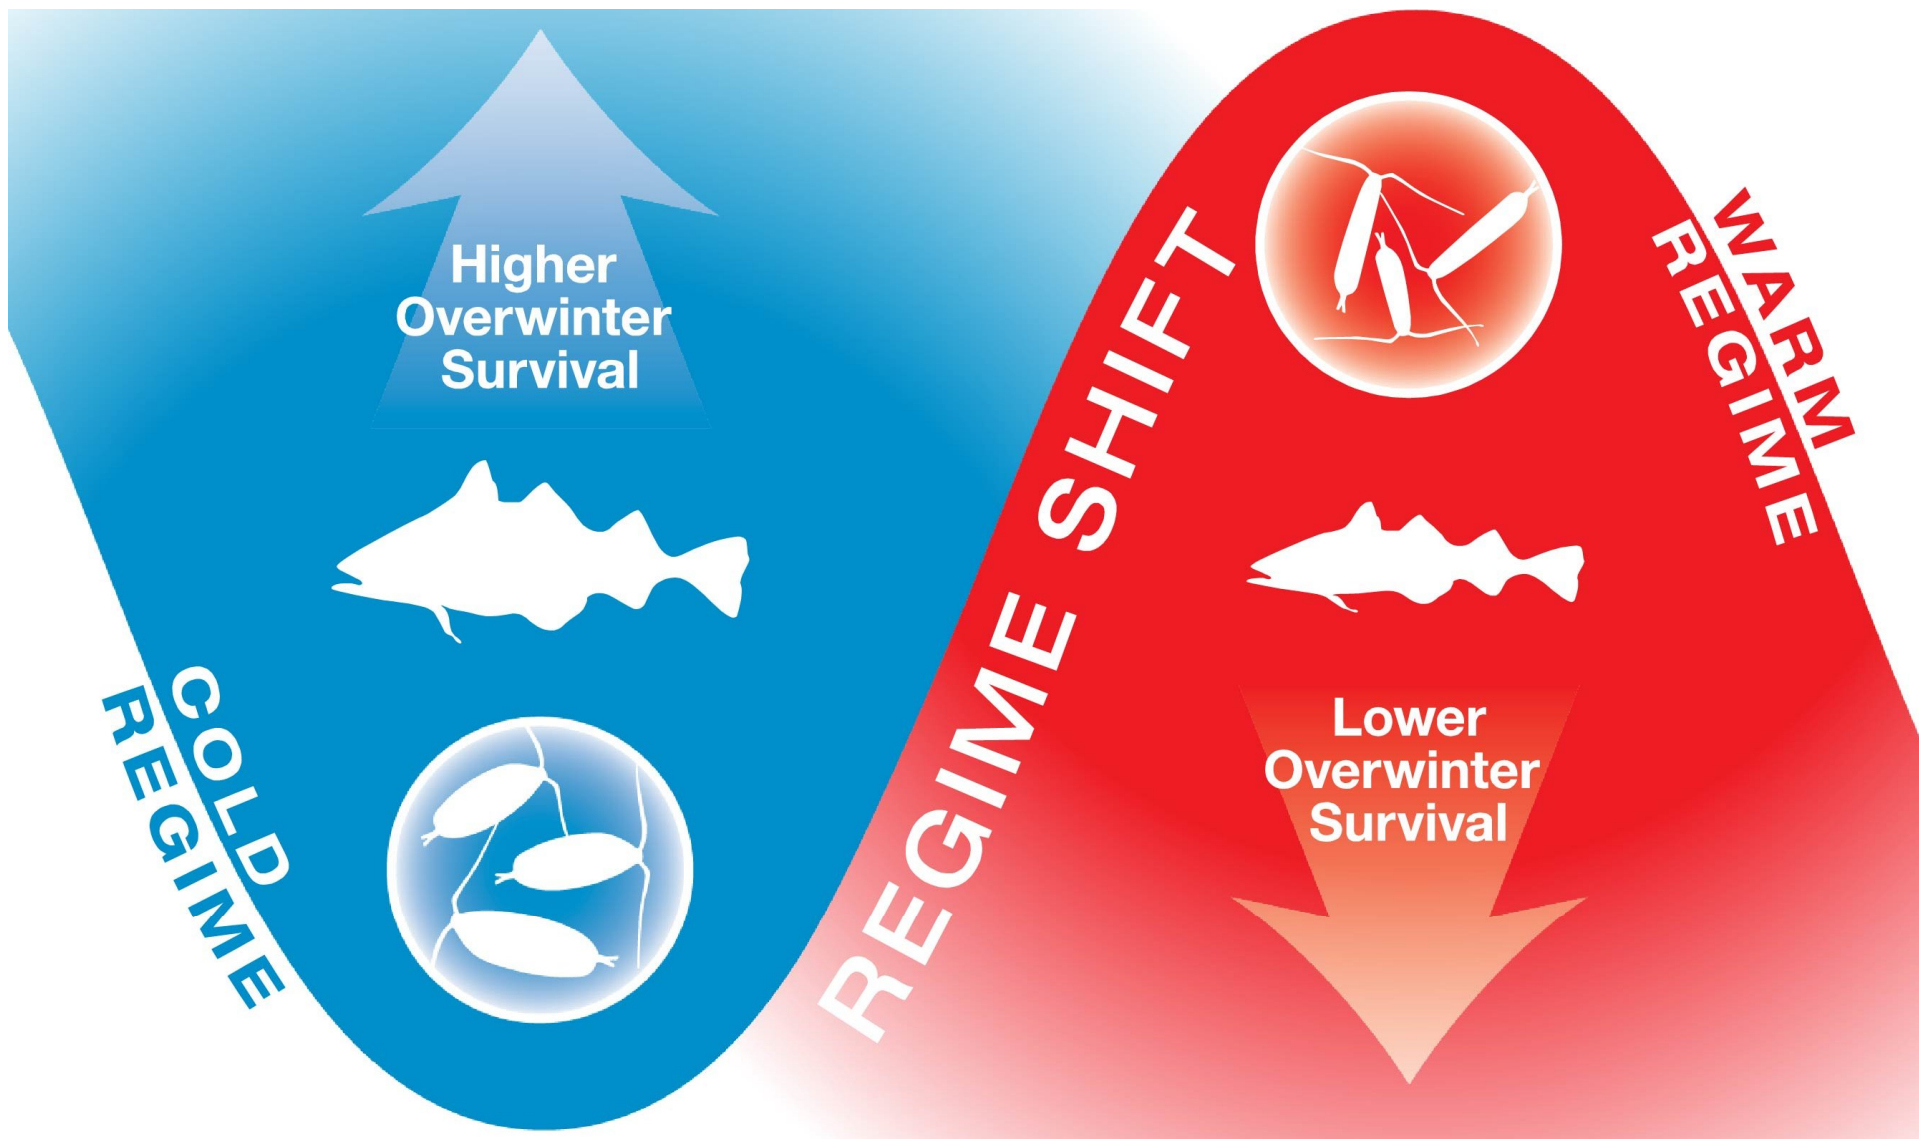 Higher
Overwinter
Survival
COLD
REGIME
REGIME SHIFT
WARM
REGIME
Lower
Overwinter
Survival